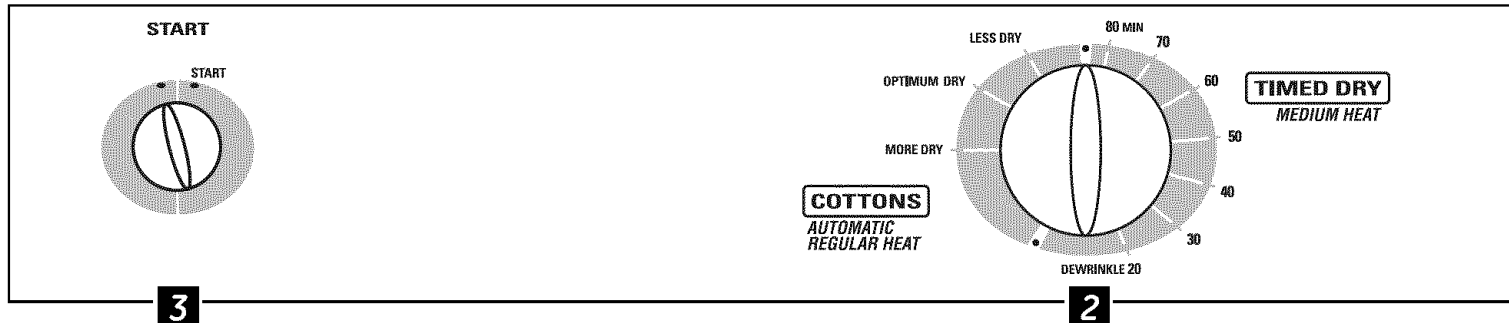 START
START
LESS DRY
OPTIMUM DRY
MORE DRY
COTTONS
AUTOMATIC
REGULAR HEAT
80 MIN
70
60
50
40
30
DEWRINKLE 20
TIMED DRY
MEDIUM HEAT
3
2